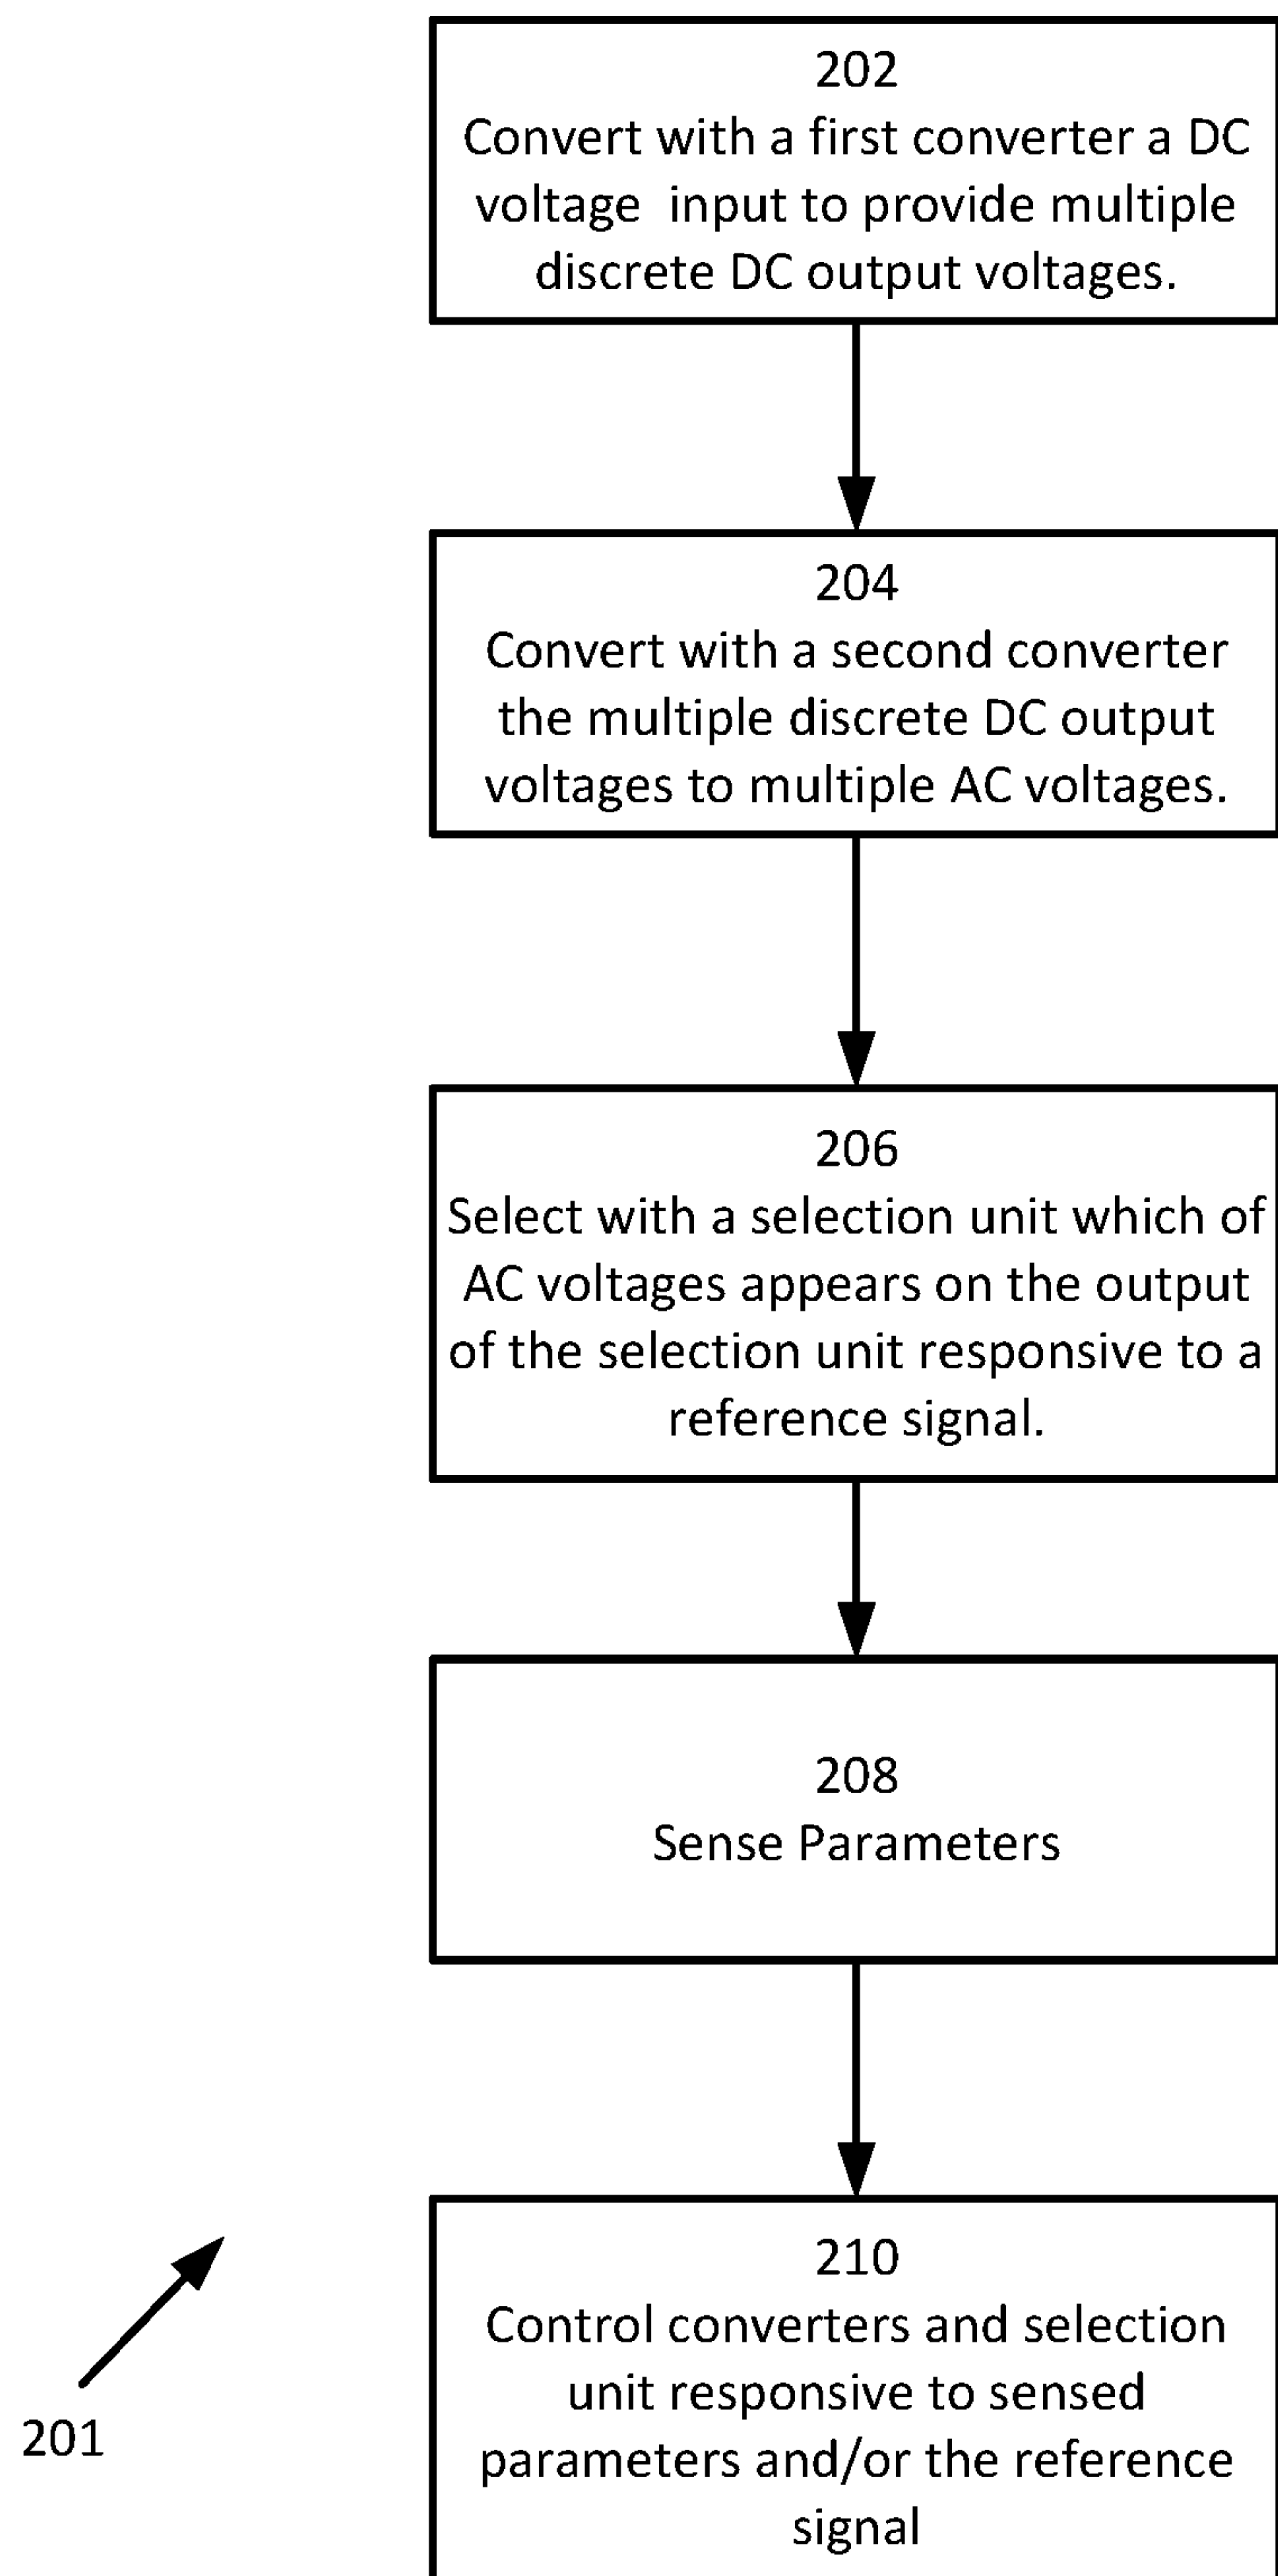 202
Convert with a first converter a DC
voltage input to provide multiple
discrete DC output voltages.
204
Convert with a second converter
the multiple discrete DC output
voltages to multiple AC voltages.
206
Select with a selection unit which of
AC voltages appears on the output
of the selection unit responsive to a
reference signal.
208
Sense Parameters
210
Control converters and selection
unit responsive to sensed
parameters and/or the reference
signal
201